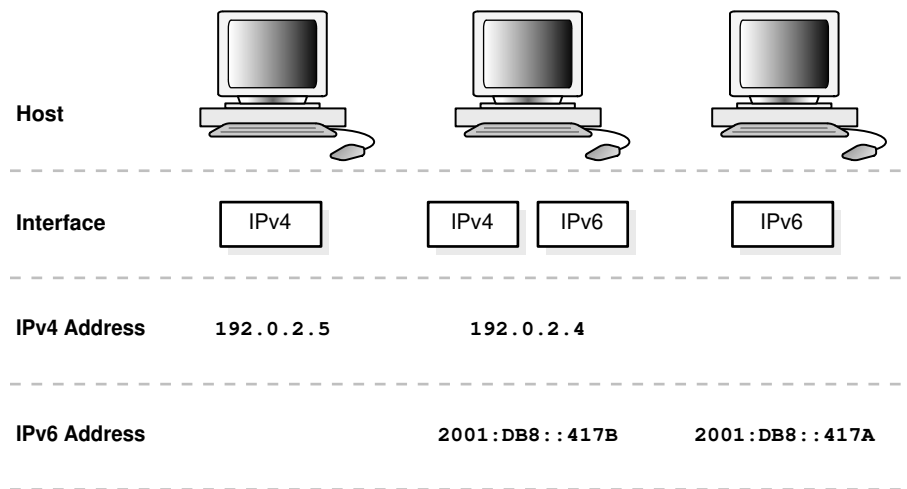 Host
Interface IPv4 IPv4 IPv6 IPv6
IPv4 Address 192.0.2.5 192.0.2.4
IPv6 Address 2001:DB8::417B 2001:DB8::417A